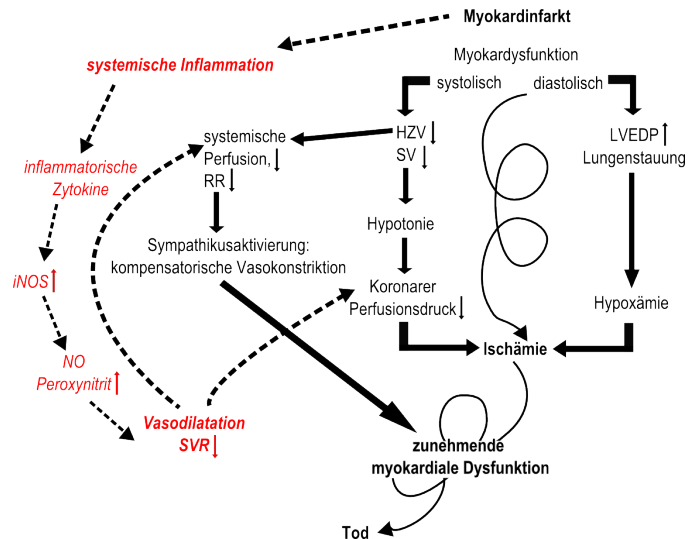 Myokardinfarkt
systemische Inflammation
Myokardysfunktion
systolisch diastolisch
HZV↓
SV↓
LVEDP↑
Lungenstauung
systemische
Perfusion,↓
RR↓
inflammatorische
Zytokine
Hypotonie
Sympathikusaktivierung:
kompensatorische Vasokonstriktion
iNOS↑
Koronarer
Perfusionsdruck↓
Hypoxämie
Ischämie
NO
Peroxynitrit↑
Vasodilatation
SVR↓
zunehmende
myokardiale Dysfunktion
Tod